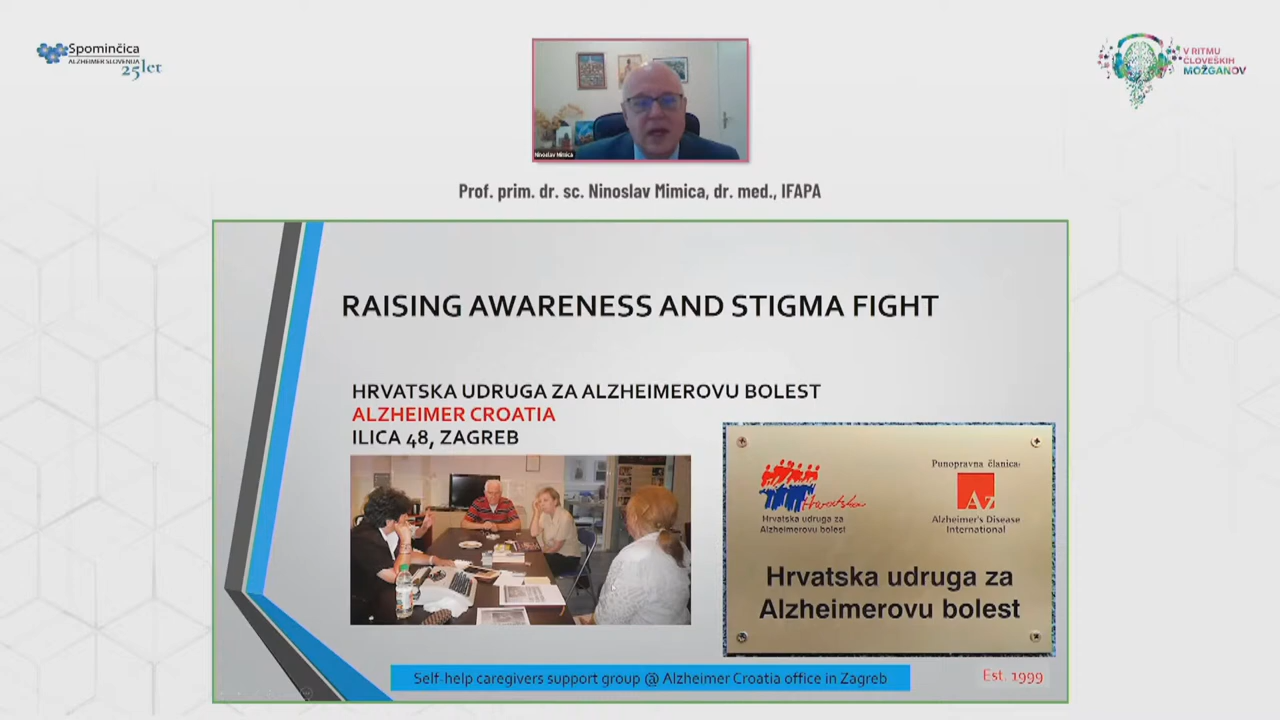 Spominčica
ALZHEIMER SLOVENIJA
25let
V RITMU
ČLOVEŠKIH
MOŽGANOV
Ninoslav Mimica
Prof. prim. dr. sc. Ninoslav Mimica, dr. med., IFAPA
RAISING AWARENESS AND STIGMA FIGHT
HRVATSKA UDRUGA ZA ALZHEIMEROVU BOLEST
ALZHEIMER CROATIA
ILICA 48, ZAGREB
Punopravna članica:
Hrvatska
Az
Hrvatska udruga za
Alzheimerovu bolest
Alzheimer's Disease
International
Hrvatska udruga za
Alzheimerovu bolest
Self-help caregivers support group @ Alzheimer Croatia office in Zagreb
Est. 1999